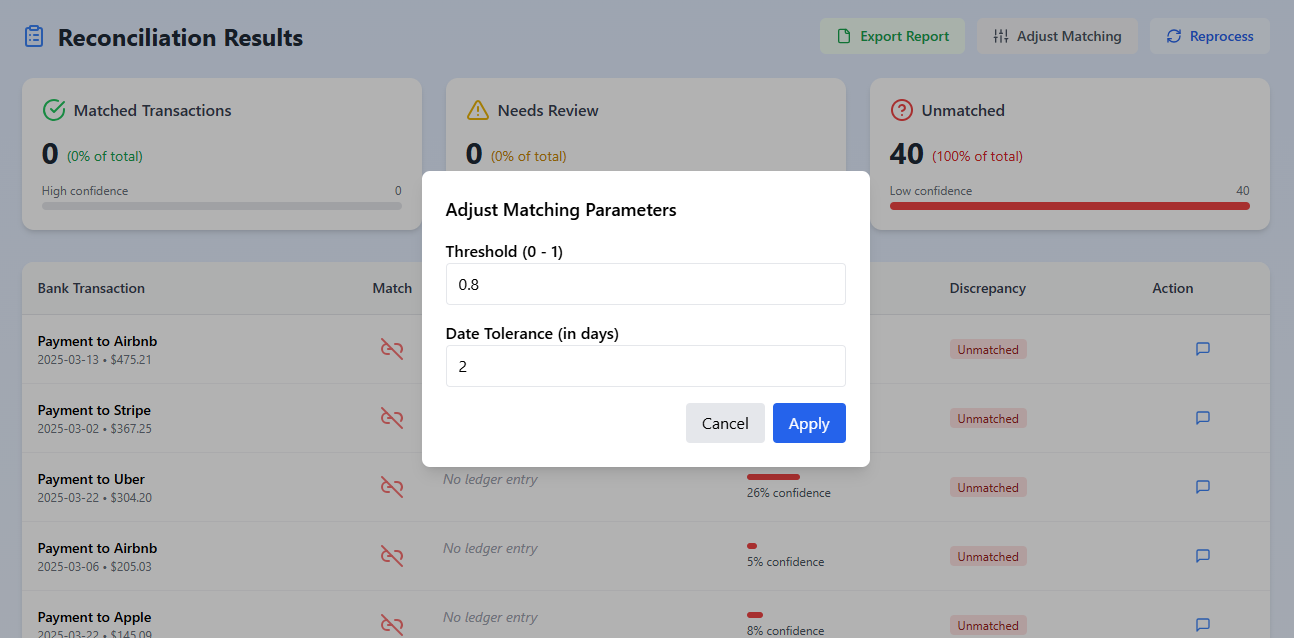 Reconciliation Results
Export Report
Adjust Matching
Reprocess
Matched Transactions
0 (0% of total)
High confidence 0
Needs Review
0 (0% of total)
Unmatched
40 (100% of total)
Low confidence 40
Adjust Matching Parameters
Threshold (0 - 1)
0.8
Date Tolerance (in days)
2
Cancel
Apply
Bank Transaction Match Discrepancy Action
Payment to Airbnb
2025-03-13 • $475.21
Unmatched
Payment to Stripe
2025-03-02 • $367.25
Unmatched
Payment to Uber
2025-03-22 • $304.20
No ledger entry
26% confidence
Unmatched
Payment to Airbnb
2025-03-06 • $205.03
No ledger entry
5% confidence
Unmatched
Payment to Apple
2025-03-22 • $145.09
No ledger entry
8% confidence
Unmatched